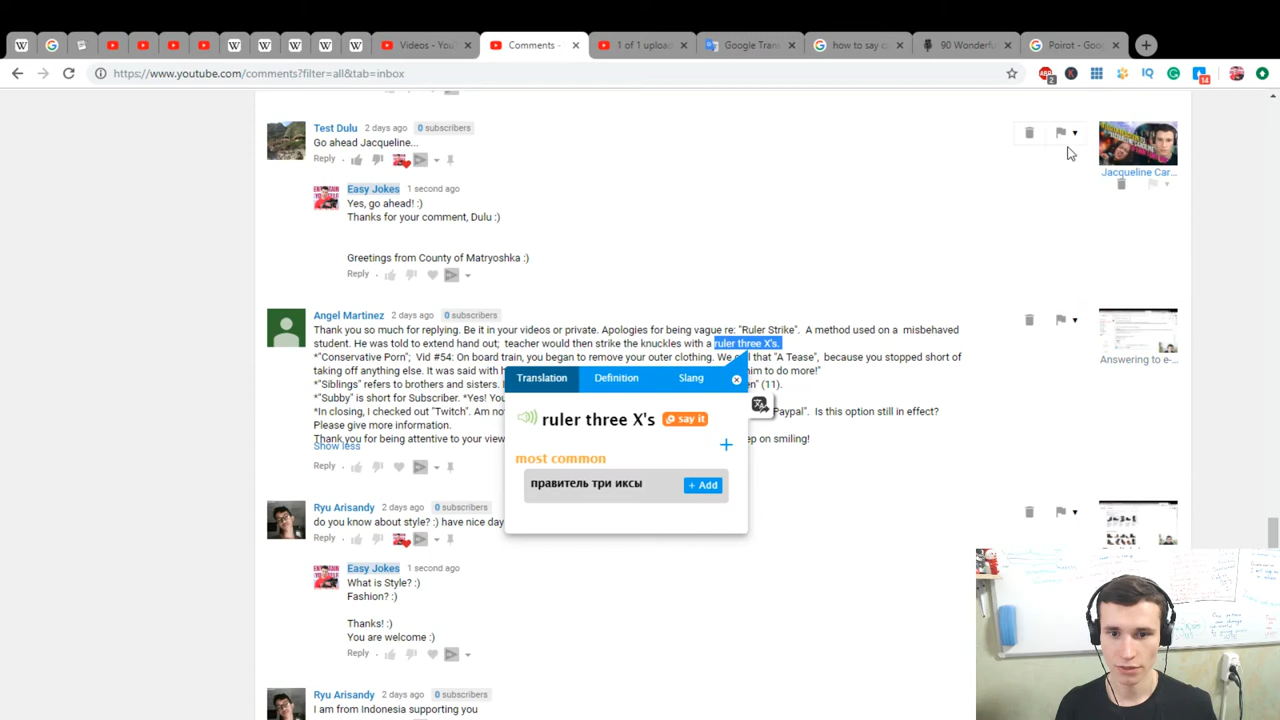 Videos - You
Comments -
1 of 1 upload
Google Tran
how to say c
90 Wonderfu
Poirot - Goo
https://www.youtube.com/comments?filter=all&tab=inbox
2
14
Test Dulu 2 days ago 0 subscribers
Go ahead Jacqueline...
Reply
Jacqueline Car...
Easy Jokes 1 second ago
Yes, go ahead! :)
Thanks for your comment, Dulu :)
Greetings from County of Matryoshka :)
Reply
Angel Martinez 2 days ago 0 subscribers
Thank you so much for replying. Be it in your videos or private. Apologies for being vague re: "Ruler Strike". A method used on a misbehaved
student. He was told to extend hand out; teacher would then strike the knuckles with a ruler three X's.
*"Conservative Porn"; Vid #54: On board train, you began to remove your outer clothing. We call that "A Tease", because you stopped short of
taking off anything else. It was said with h him to do more!"
*"Siblings" refers to brothers and sisters. en" (11).
*"Subby" is short for Subscriber. *Yes! You
*In closing, I checked out "Twitch". Am no Paypal". Is this option still in effect?
Please give more information.
Thank you for being attentive to your view ep on smiling!
Show less
Reply
Answering to e-...
Translation Definition Slang
ruler three X's say it
most common
правитель три иксы + Add
Ryu Arisandy 2 days ago 0 subscribers
do you know about style? :) have nice day
Reply
Easy Jokes 1 second ago
What is Style? :)
Fashion? :)
Thanks! :)
You are welcome :)
Reply
Ryu Arisandy 2 days ago 0 subscribers
I am from Indonesia supporting you